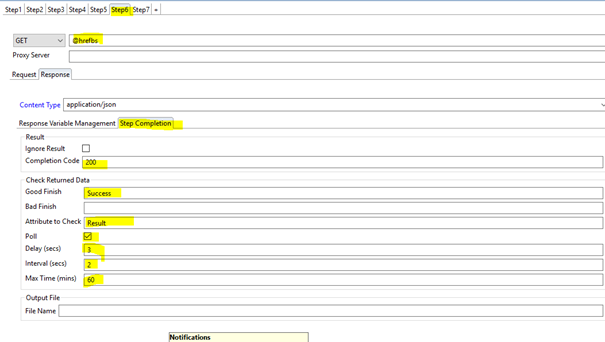 Step1 Step2 Step3 Step4 Step5 Step6 Step7 +
GET @hrefbs
Proxy Server
Request Response
Content Type application/json
Response Variable Management Step Completion
Result
Ignore Result
Completion Code 200
Check Returned Data
Good Finish Success
Bad Finish
Attribute to Check Result
Poll
Delay (secs) 3
Interval (secs) 2
Max Time (mins) 60
Output File
File Name
Notifications